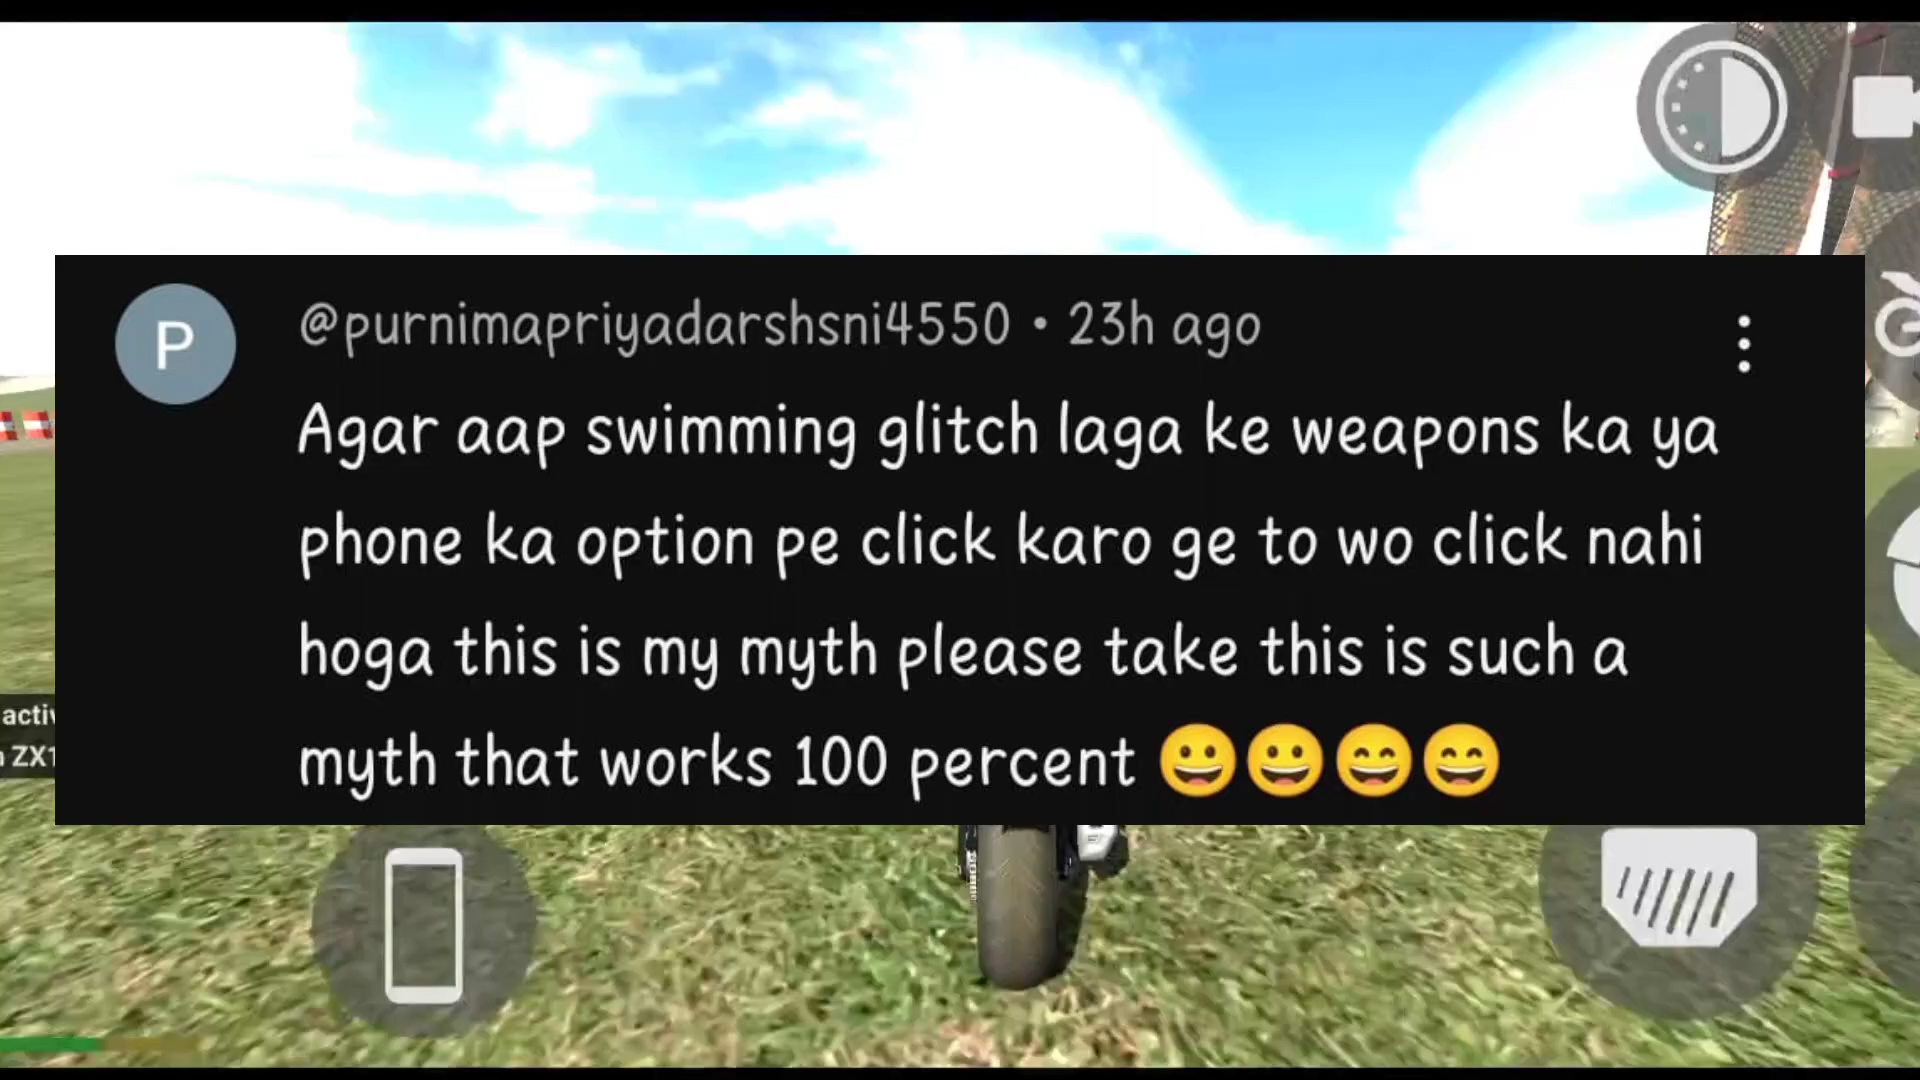 P
@purnimapriyadarshsni4550 • 23h ago
Agar aap swimming glitch laga ke weapons ka ya
phone ka option pe click karo ge to wo click nahi
hoga this is my myth please take this is such a
myth that works 100 percent 😀😀😄😄